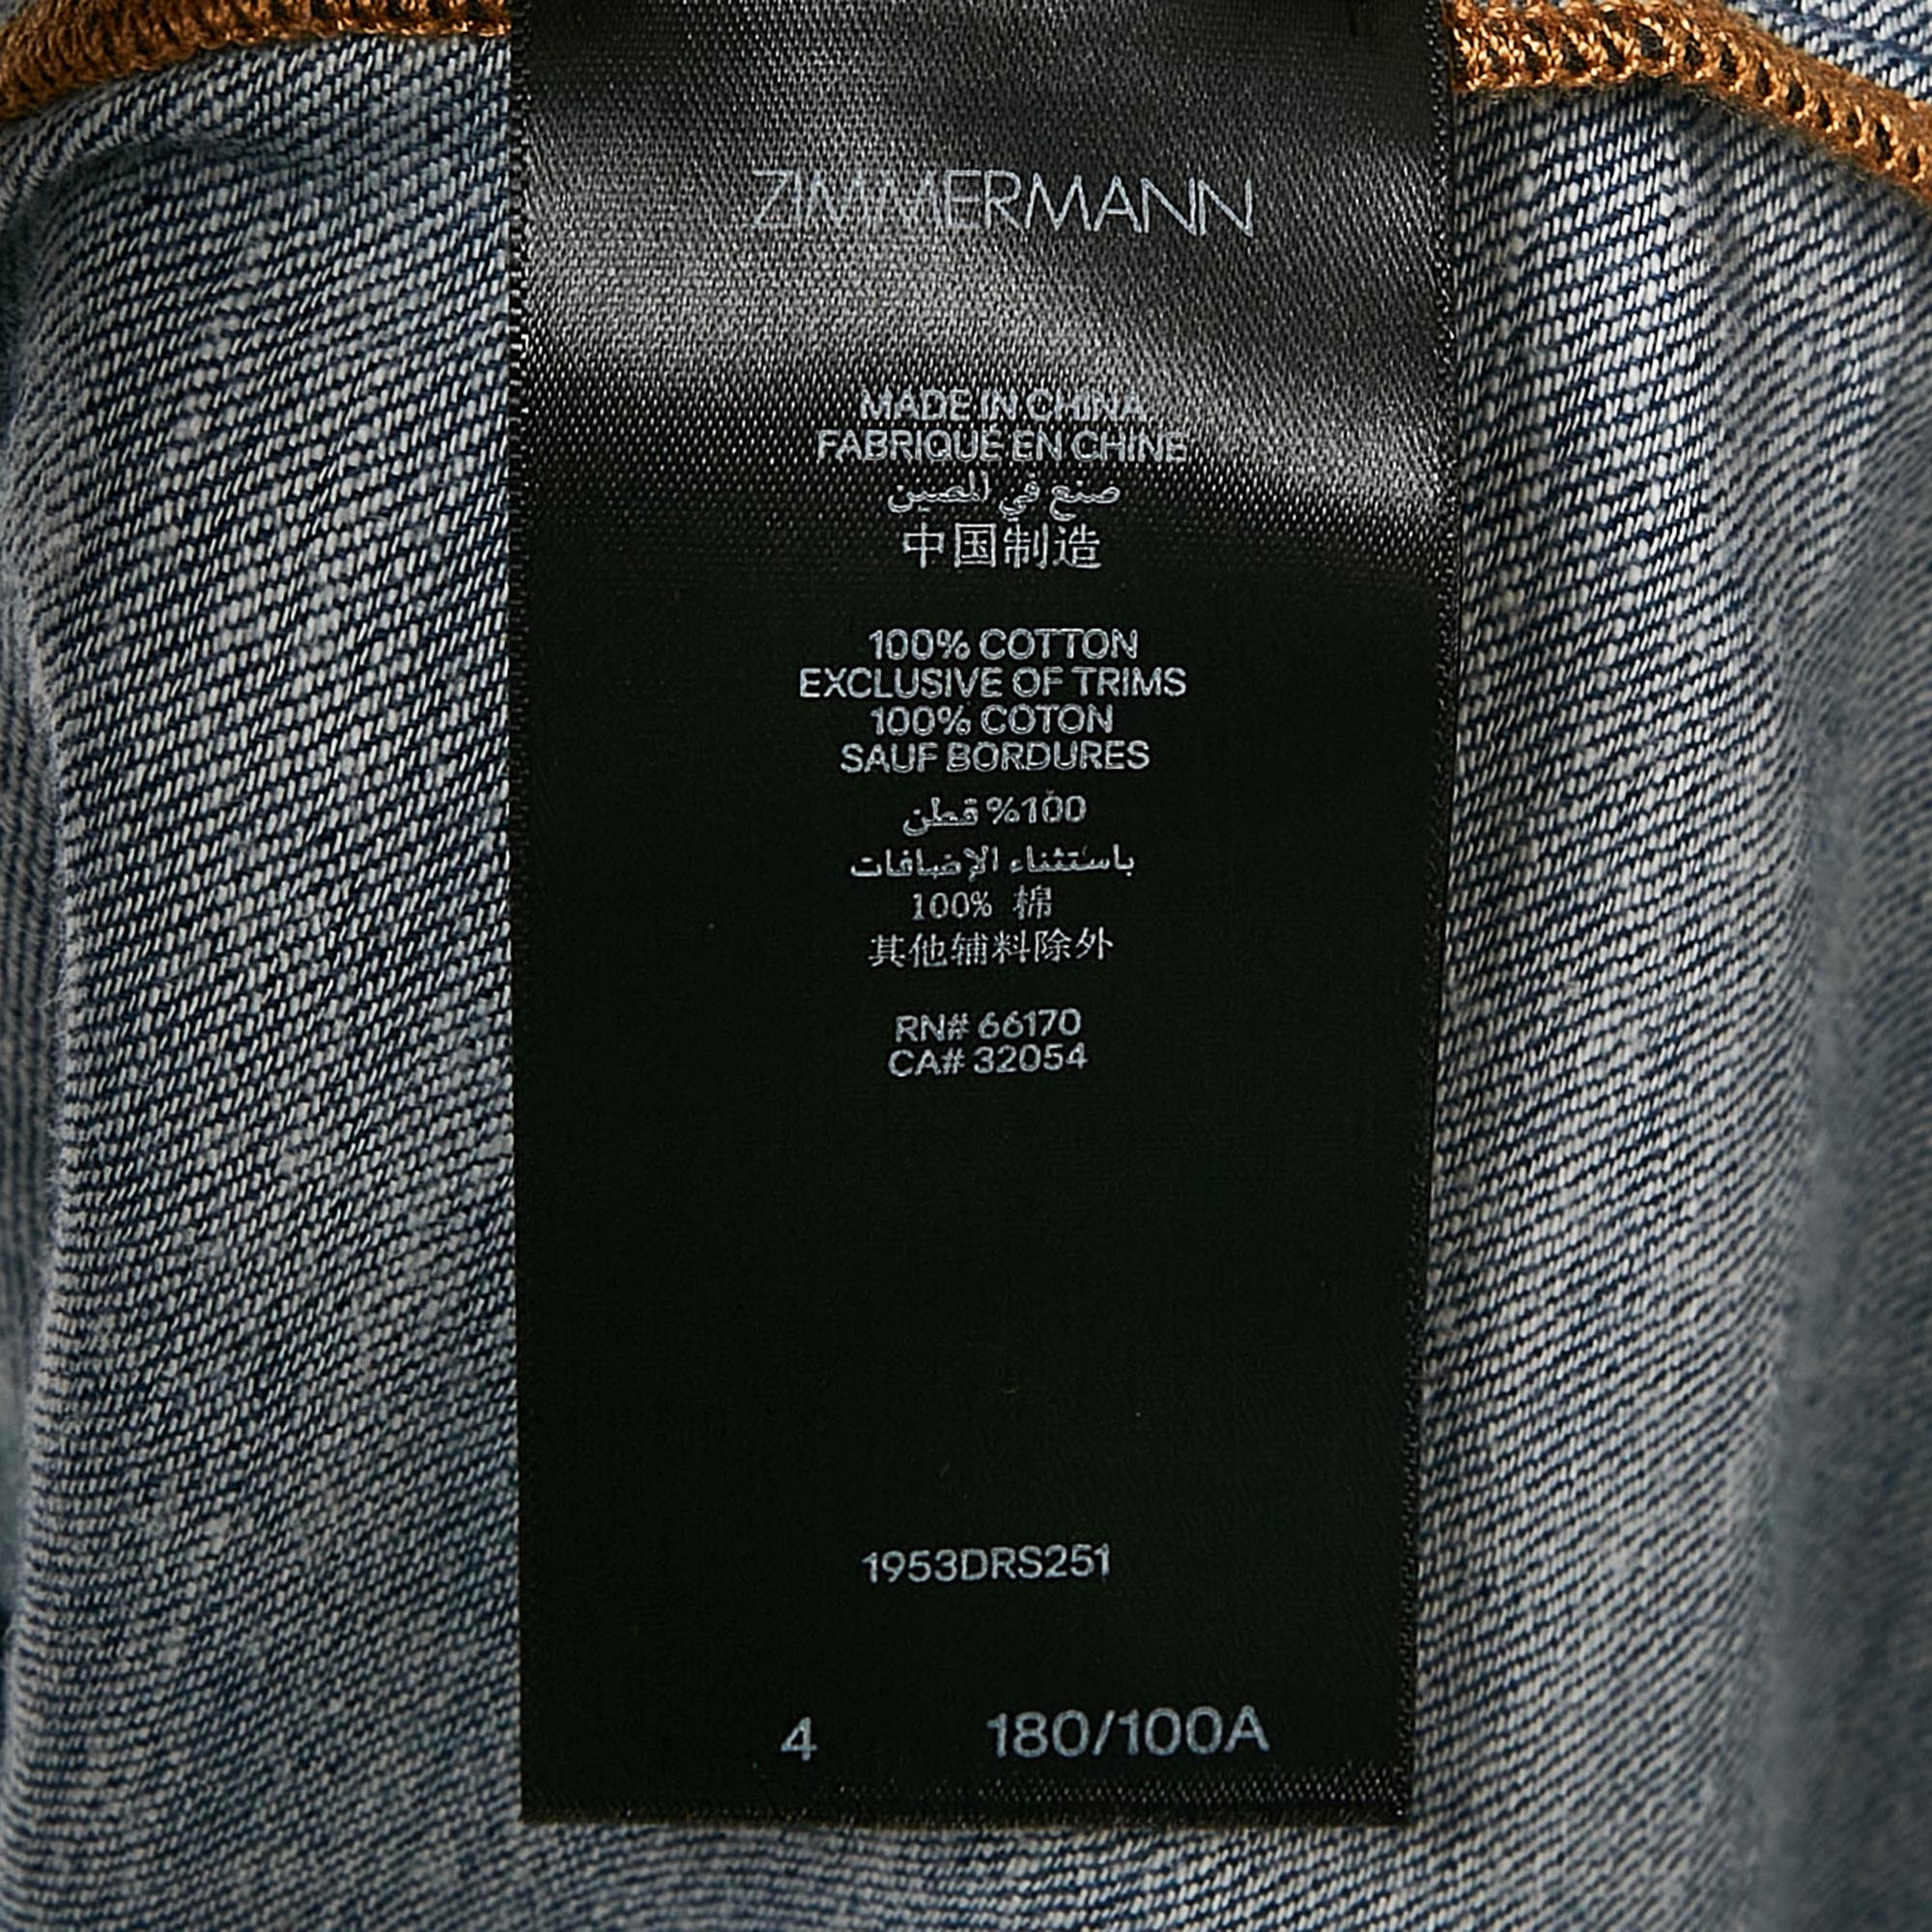 ZIMMERMANN
MADE IN CHINA
FABRIQUÉ EN CHINE
صنع في الصين
中国制造
100% COTTON
EXCLUSIVE OF TRIMS
100% COTON
SAUF BORDURES
100% قطن
باستثناء الإضافات
100% 棉
其他辅料除外
RN# 66170
CA# 32054
1953DRS251
4 180/100A